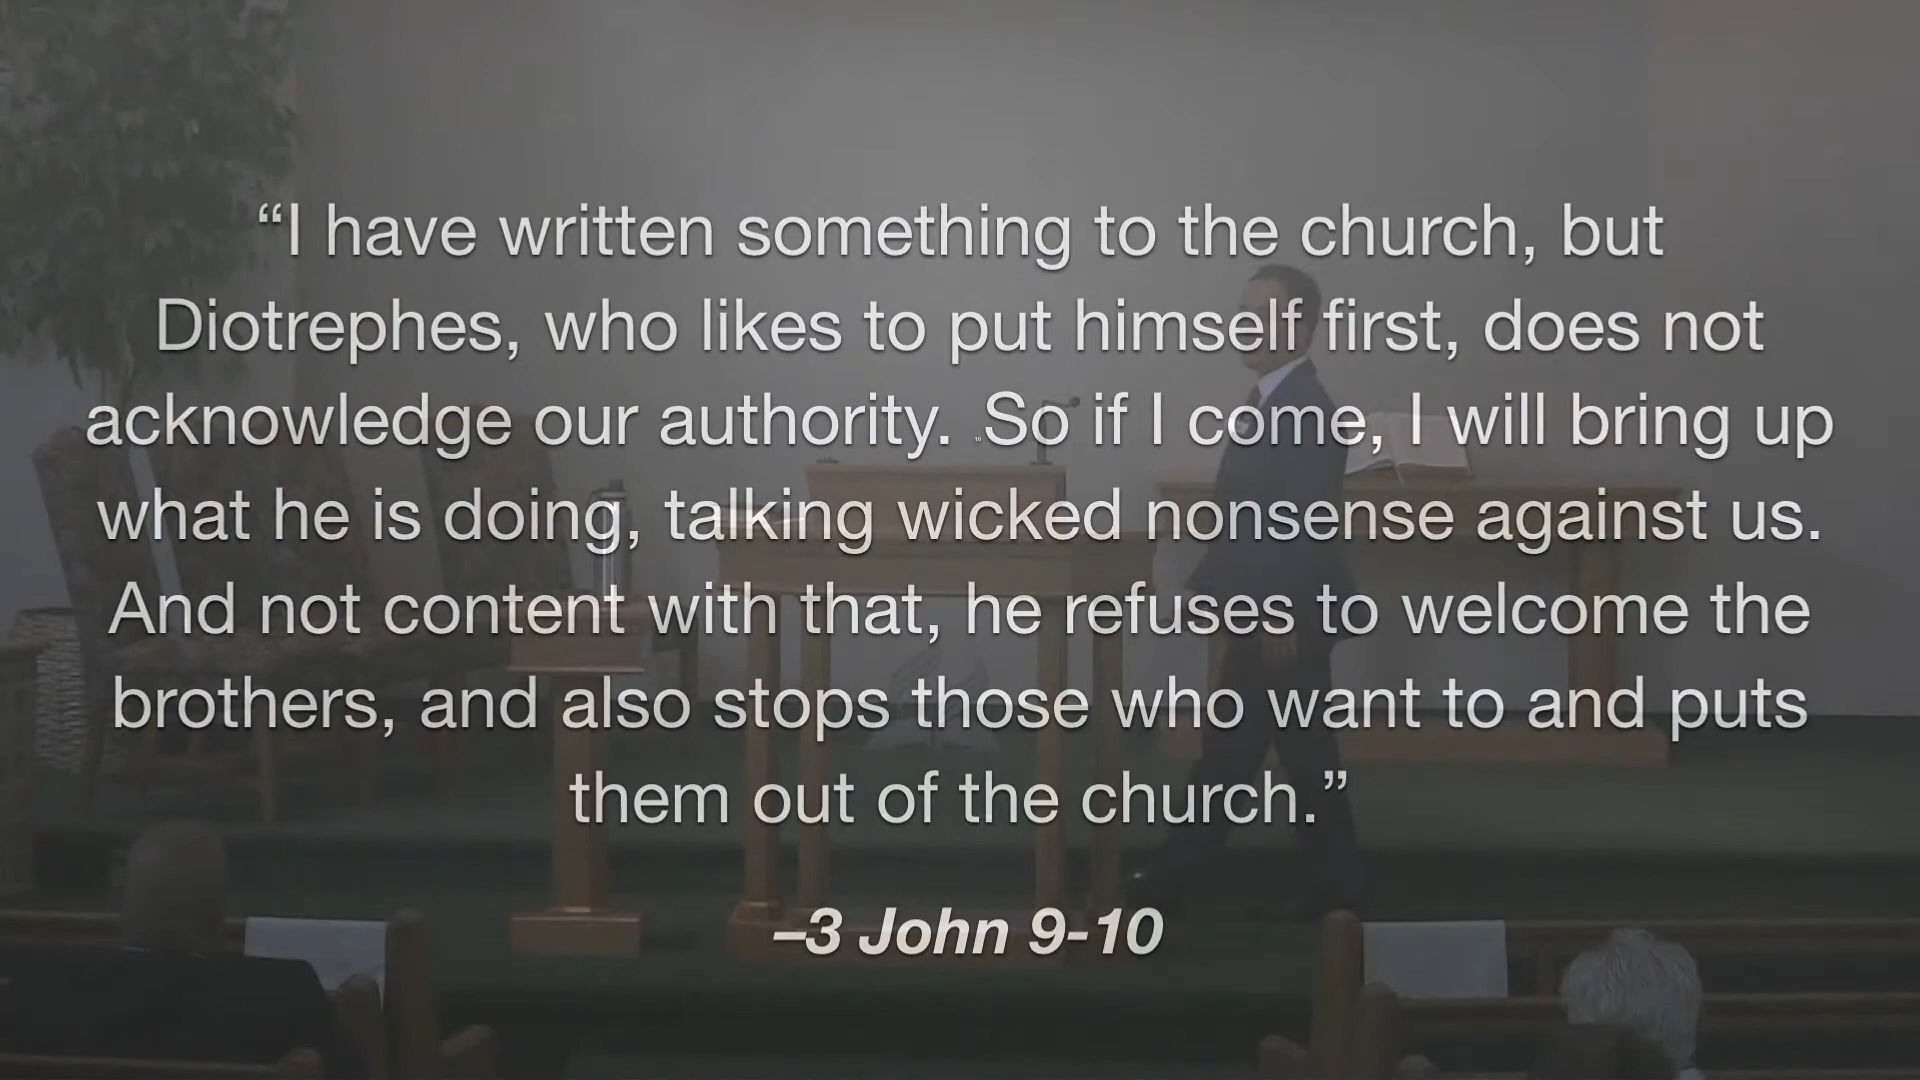 “I have written something to the church, but
Diotrephes, who likes to put himself first, does not
acknowledge our authority. 10 So if I come, I will bring up
what he is doing, talking wicked nonsense against us.
And not content with that, he refuses to welcome the
brothers, and also stops those who want to and puts
them out of the church.”
–3 John 9-10